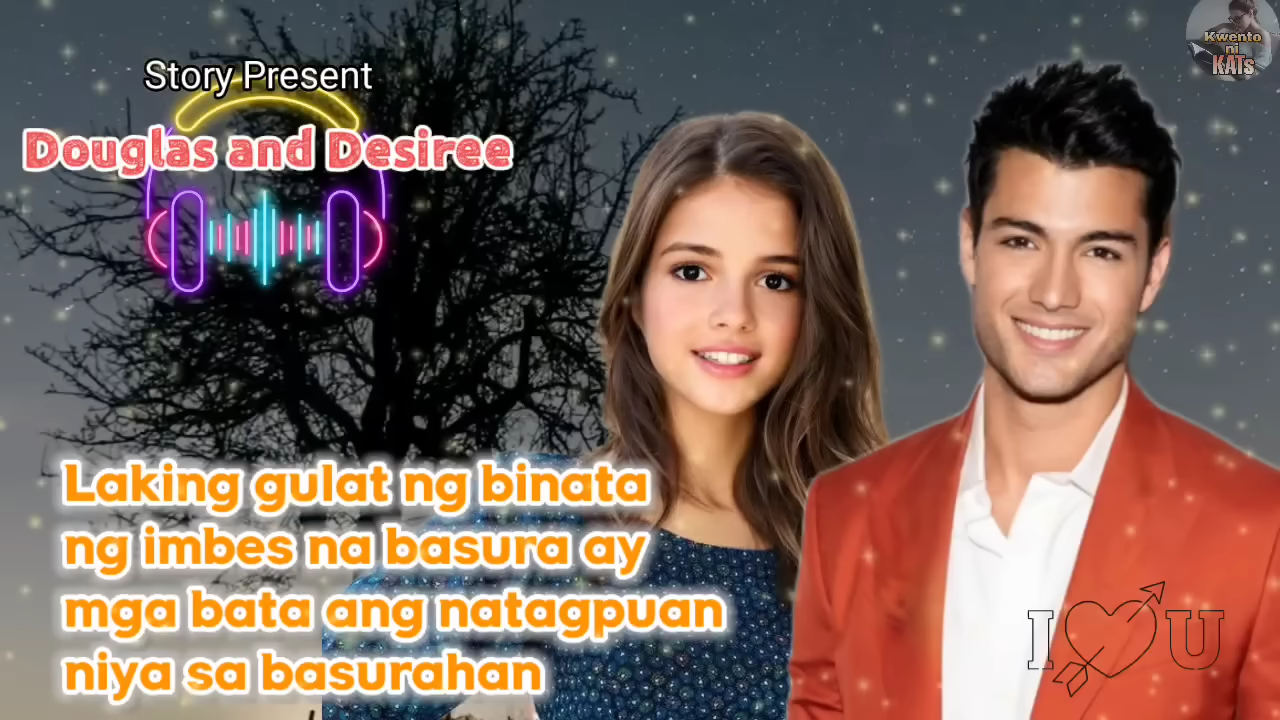 Story Present
Kwento
ni
KATs
Douglas and Desiree
Laking gulat ng binata
ng imbes na basura ay
mga bata ang natagpuan
niya sa basurahan
I U